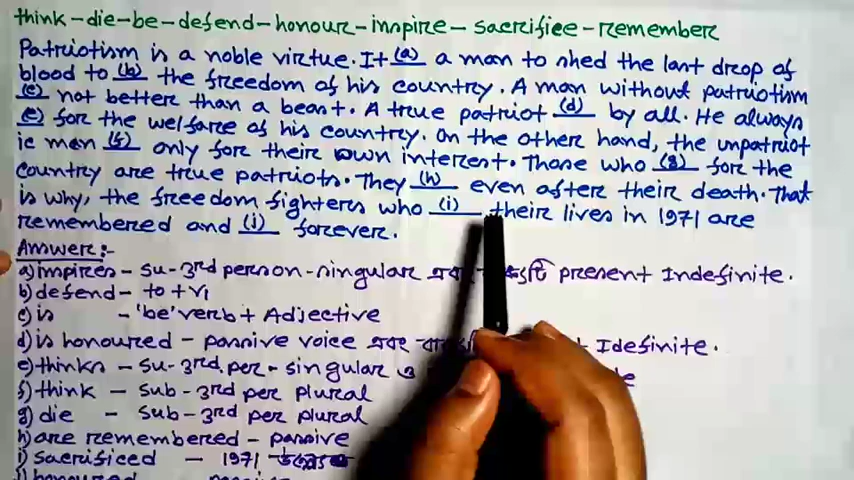 think-die-be-defend-honour-inspire-sacrifice-remember
Patriotism is a noble virtue. It (a) a man to shed the last drop of
blood to (b) the freedom of his country. A man without patriotism
(c) not better than a beast. A true patriot (d) by all. He always
(e) for the welfare of his country. On the other hand, the unpatriot
ic men (f) only for their own interest. Those who (g) for the
country are true patriots. They (h) even after their death. That
is why, the freedom fighters who (i) their lives in 1971 are
remembered and (j) forever.
Answer:-
a) inspires - su-3rd person-singular present Indefinite.
b) defend - to + v1
c) is - 'be' verb + Adjective
d) is honoured - passive voice এবং Idefinite.
e) thinks - su-3rd.per- singular ও
f) think - sub-3rd per plural
g) die - sub-3rd per plural
h) are remembered - passive
i) sacrificed - 1971